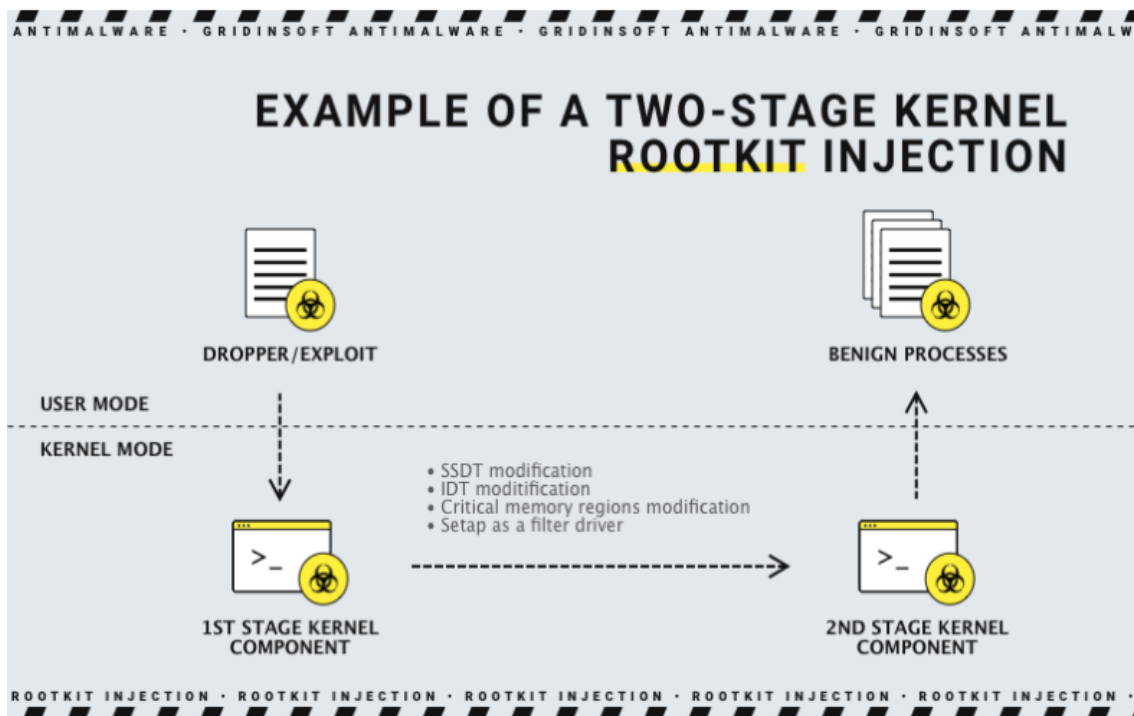 ANTIMALWARE · GRIDINSOFT ANTIMALWARE · GRIDINSOFT ANTIMALWARE · GRIDINSOFT ANTIMALW
EXAMPLE OF A TWO-STAGE KERNEL
ROOTKIT INJECTION
DROPPER/EXPLOIT
BENIGN PROCESSES
USER MODE
KERNEL MODE
• SSDT modification
• IDT moditification
• Critical memory regions modification
• Setap as a filter driver
>_
>_
1ST STAGE KERNEL
COMPONENT
2ND STAGE KERNEL
COMPONENT
ROOTKIT INJECTION · ROOTKIT INJECTION · ROOTKIT INJECTION · ROOTKIT INJECTION · ROOTKIT INJECTION ·